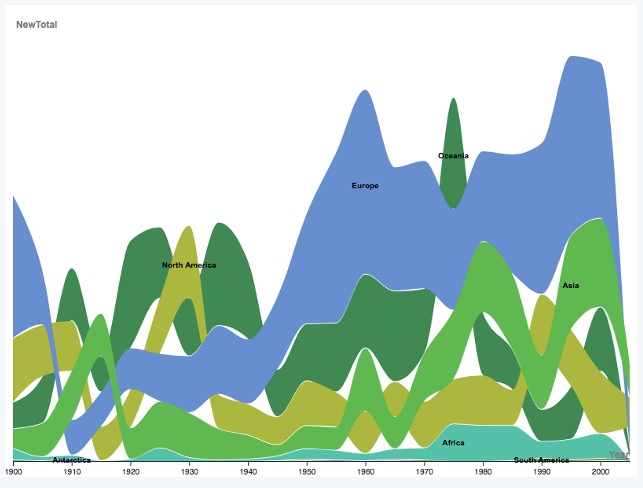 NewTotal
Oceania
Europe
North America
Asia
Africa
Year
Antarctica
South America
1900 1910 1920 1930 1940 1950 1960 1970 1980 1990 2000